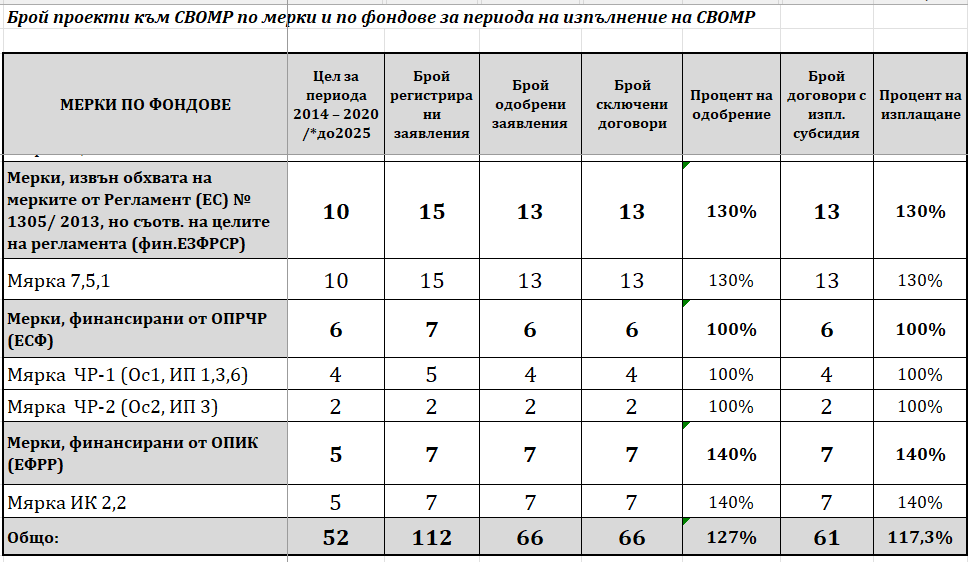 Брой проекти към СВОМР по мерки и по фондове за периода на изпълнение на СВОМР
МЕРКИ ПО ФОНДОВЕ
Цел за
периода
2014 – 2020
/*до2025
Брой
регистрира
ни
заявления
Брой
одобрени
заявления
Брой
сключени
договори
Процент на
одобрение
Брой
договори с
изпл.
субсидия
Процент на
изплащане
Мерки, извън обхвата на
мерките от Регламент (ЕС) №
1305/ 2013, но съотв. на целите
на регламента (фин.ЕЗФРСР)
10 15 13 13 130% 13 130%
Мярка 7,5,1 10 15 13 13 130% 13 130%
Мерки, финансирани от ОПРЧР
(ЕСФ)
6 7 6 6 100% 6 100%
Мярка ЧР-1 (Ос1, ИП 1,3,6) 4 5 4 4 100% 4 100%
Мярка ЧР-2 (Ос2, ИП 3) 2 2 2 2 100% 2 100%
Мерки, финансирани от ОПИК
(ЕФРР)
5 7 7 7 140% 7 140%
Мярка ИК 2,2 5 7 7 7 140% 7 140%
Общо: 52 112 66 66 127% 61 117,3%